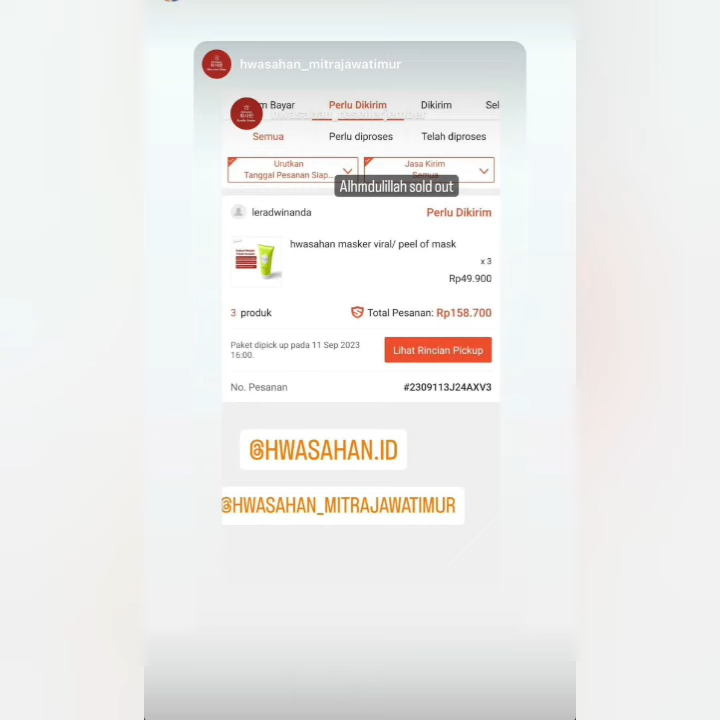 hwasahan_mitrajawatimur
m Bayar
Perlu Dikirim
Dikirim
Sel
Semua
Perlu diproses
Telah diproses
Urutkan
Tanggal Pesanan Siap...
Jasa Kirim
Semua
Alhmdulillah sold out
leradwinanda
Perlu Dikirim
hwasahan masker viral/ peel of mask
x 3
Rp49.900
3 produk
Total Pesanan: Rp158.700
Paket dipick up pada 11 Sep 2023
16:00.
Lihat Rincian Pickup
No. Pesanan
#2309113J24AXV3
@HWASAHAN.ID
@HWASAHAN_MITRAJAWATIMUR